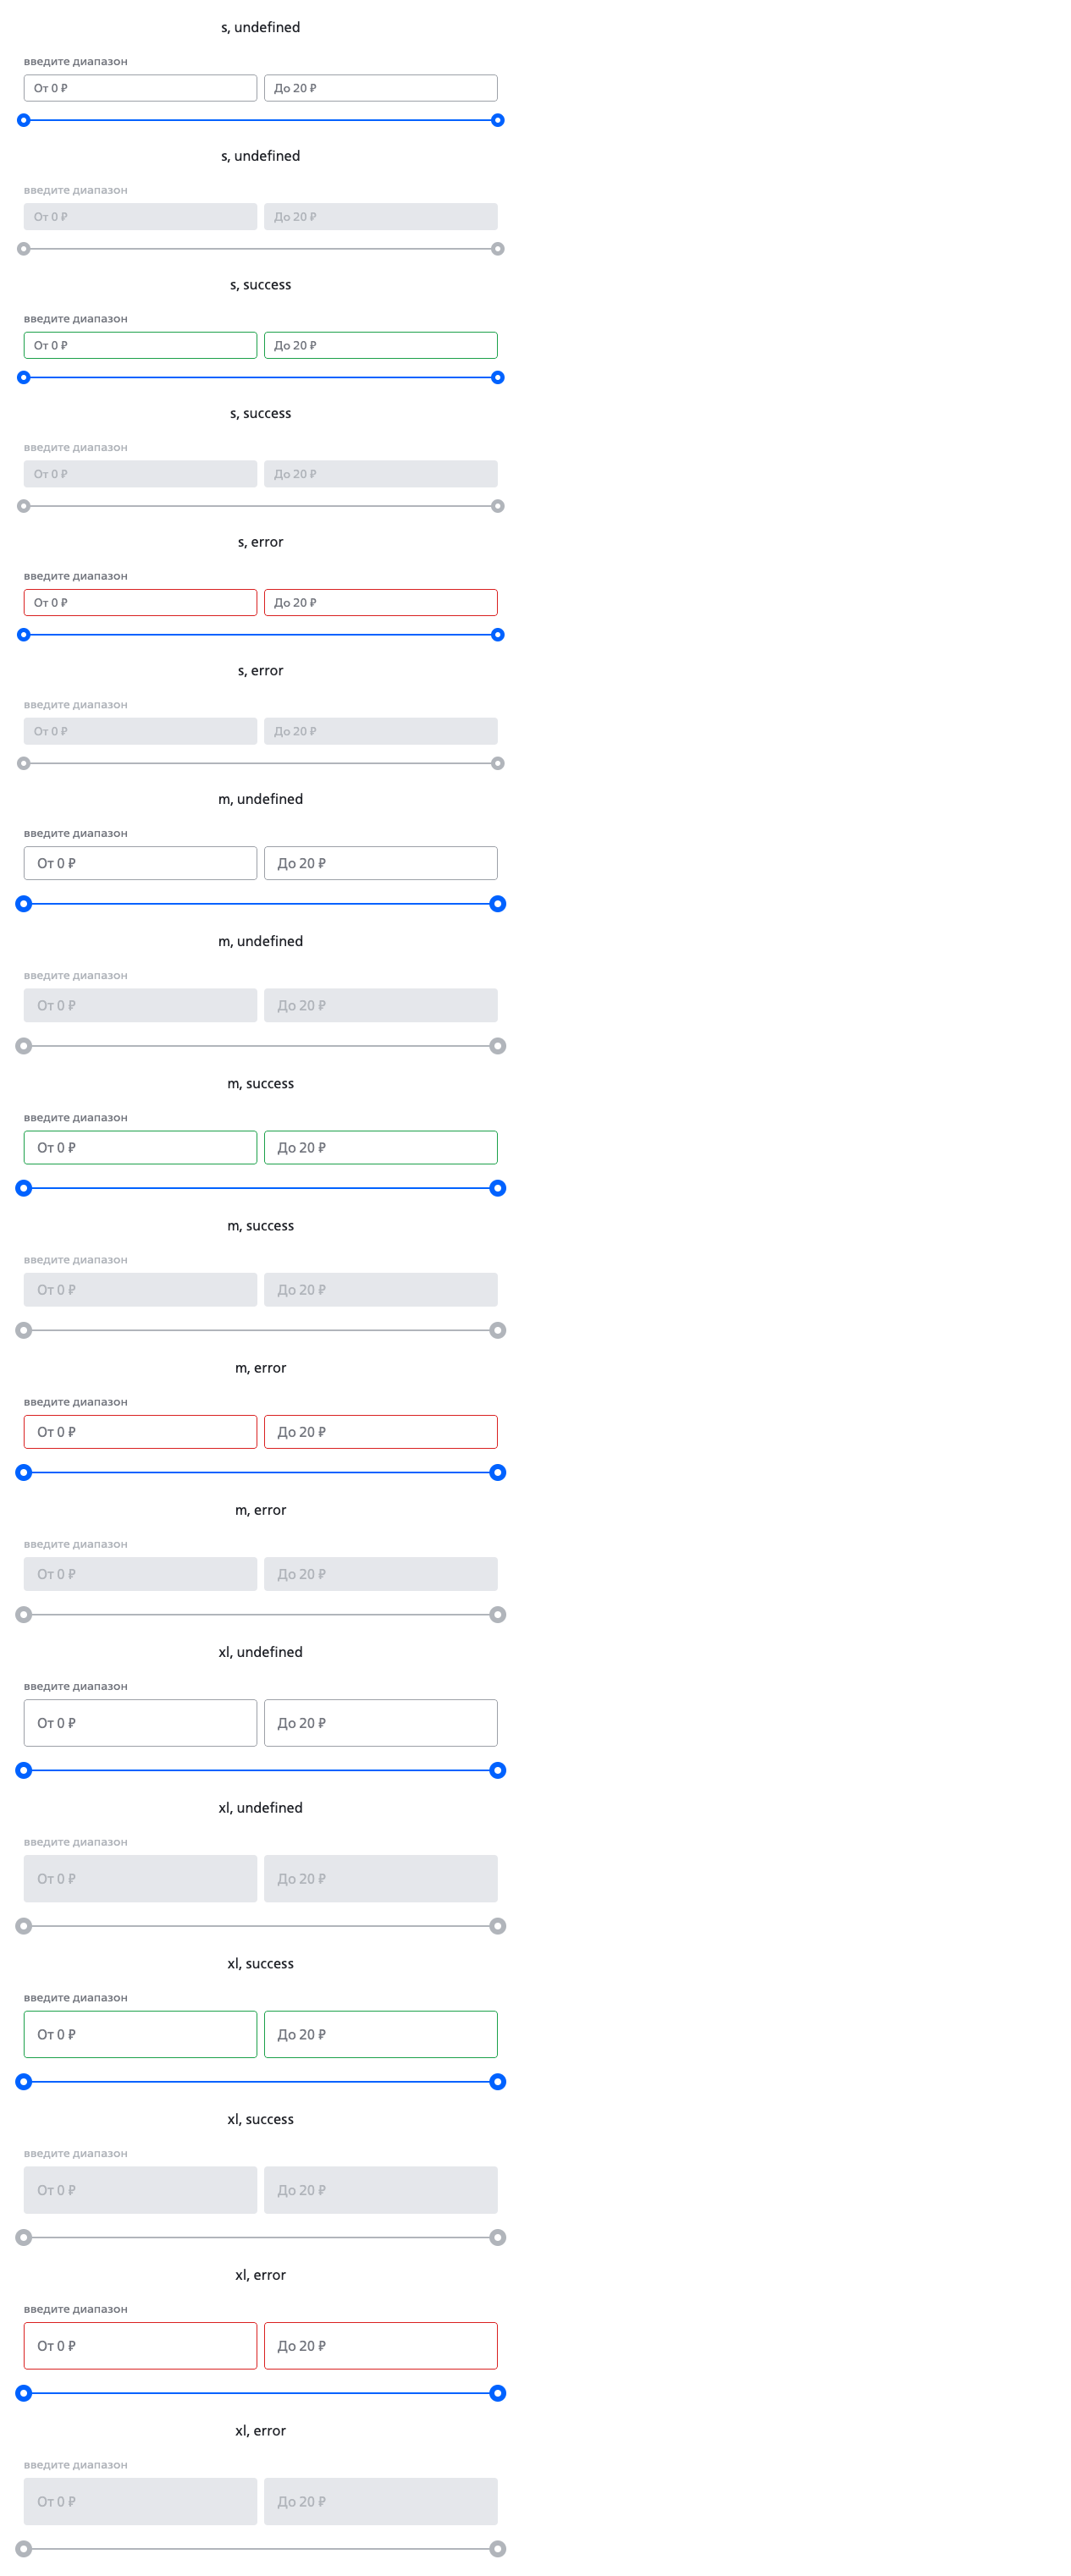 s, undefined
введите диапазон
От 0 ₽ До 20 ₽
s, undefined
введите диапазон
От 0 ₽ До 20 ₽
s, success
введите диапазон
От 0 ₽ До 20 ₽
s, success
введите диапазон
От 0 ₽ До 20 ₽
s, error
введите диапазон
От 0 ₽ До 20 ₽
s, error
введите диапазон
От 0 ₽ До 20 ₽
m, undefined
введите диапазон
От 0 ₽ До 20 ₽
m, undefined
введите диапазон
От 0 ₽ До 20 ₽
m, success
введите диапазон
От 0 ₽ До 20 ₽
m, success
введите диапазон
От 0 ₽ До 20 ₽
m, error
введите диапазон
От 0 ₽ До 20 ₽
m, error
введите диапазон
От 0 ₽ До 20 ₽
xl, undefined
введите диапазон
От 0 ₽ До 20 ₽
xl, undefined
введите диапазон
От 0 ₽ До 20 ₽
xl, success
введите диапазон
От 0 ₽ До 20 ₽
xl, success
введите диапазон
От 0 ₽ До 20 ₽
xl, error
введите диапазон
От 0 ₽ До 20 ₽
xl, error
введите диапазон
От 0 ₽ До 20 ₽